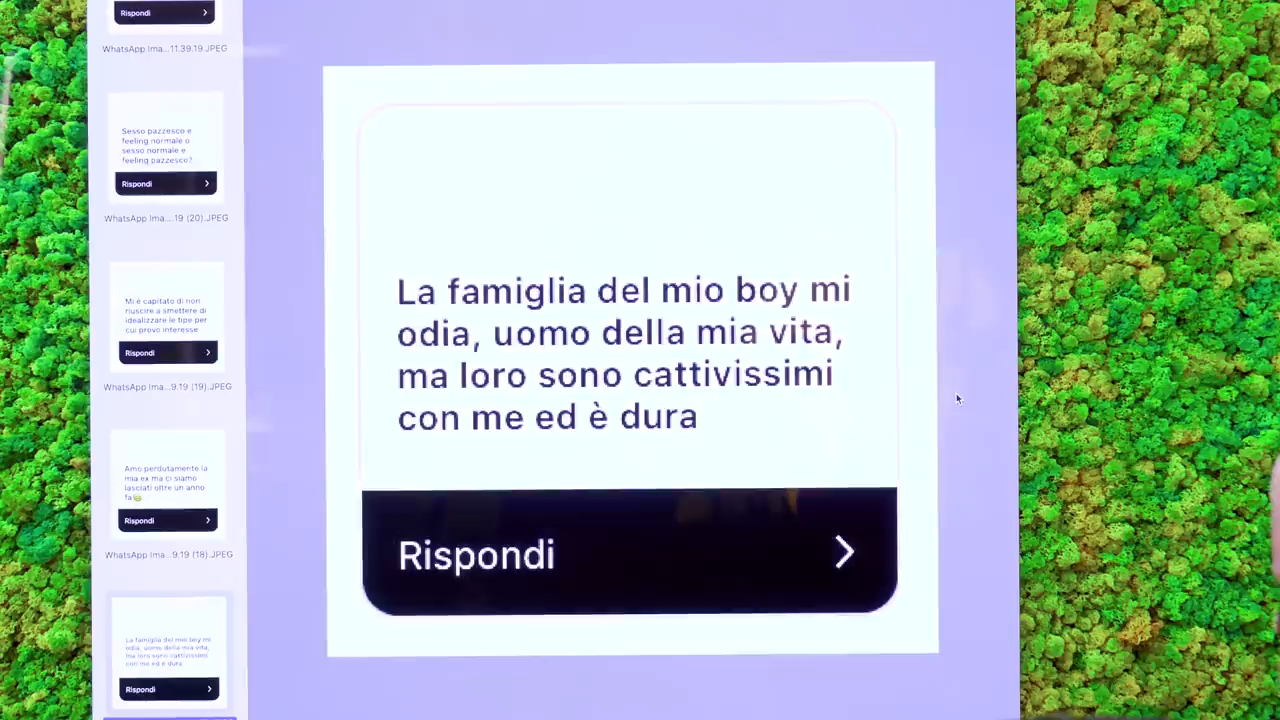 Rispondi
WhatsApp Ima...11.39.19.JPEG
Sesso pazzesco e
feeling normale o
sesso normale e
feeling pazzesco?
Rispondi
WhatsApp Ima....19 (20).JPEG
Mi è capitato di non
riuscire a smettere di
idealizzare le tipe per
cui provo interesse
Rispondi
WhatsApp Ima...9.19 (19).JPEG
Amo perdutamente la
mia ex ma ci siamo
lasciati oltre un anno
fa😅
Rispondi
WhatsApp Ima...9.19 (18).JPEG
La famiglia del mio boy mi
odia, uomo della mia vita,
ma loro sono cattivissimi
con me ed è dura
Rispondi
La famiglia del mio boy mi
odia, uomo della mia vita,
ma loro sono cattivissimi
con me ed è dura
Rispondi